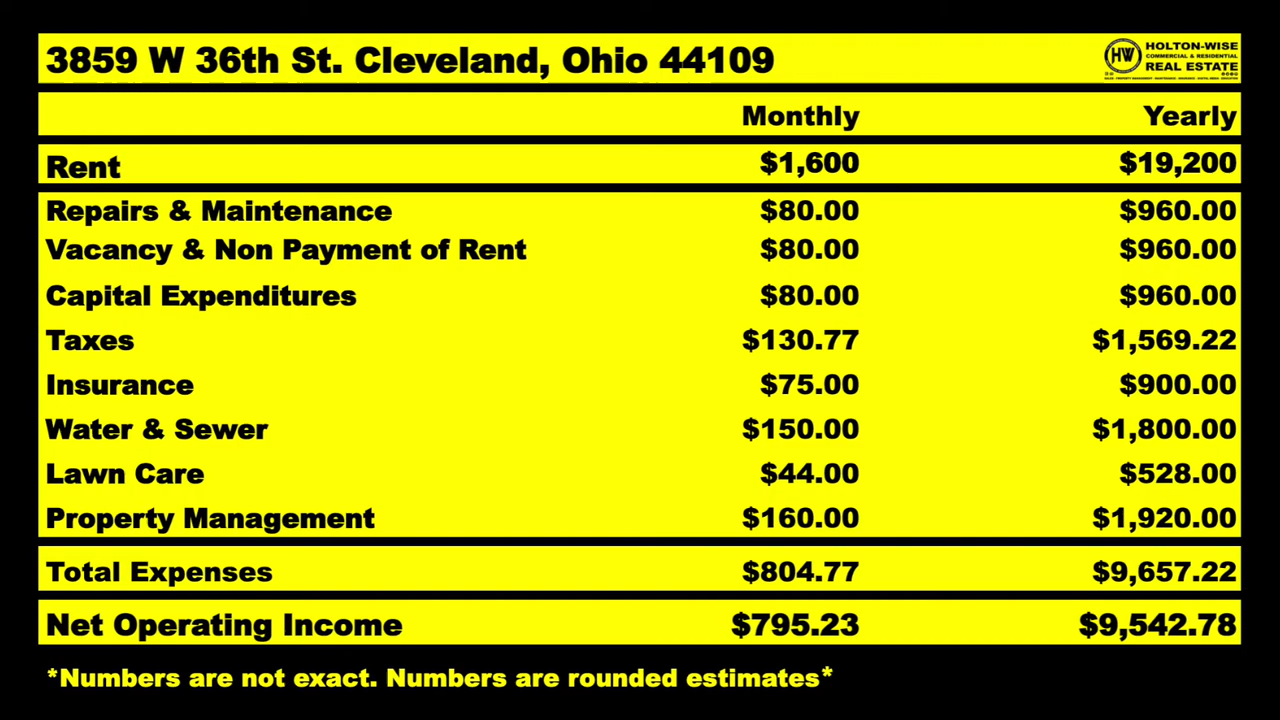 3859 W 36th St. Cleveland, Ohio 44109
HW
HOLTON-WISE
COMMERCIAL & RESIDENTIAL
REAL ESTATE
Monthly Yearly
Rent $1,600 $19,200
Repairs & Maintenance $80.00 $960.00
Vacancy & Non Payment of Rent $80.00 $960.00
Capital Expenditures $80.00 $960.00
Taxes $130.77 $1,569.22
Insurance $75.00 $900.00
Water & Sewer $150.00 $1,800.00
Lawn Care $44.00 $528.00
Property Management $160.00 $1,920.00
Total Expenses $804.77 $9,657.22
Net Operating Income $795.23 $9,542.78
*Numbers are not exact. Numbers are rounded estimates*